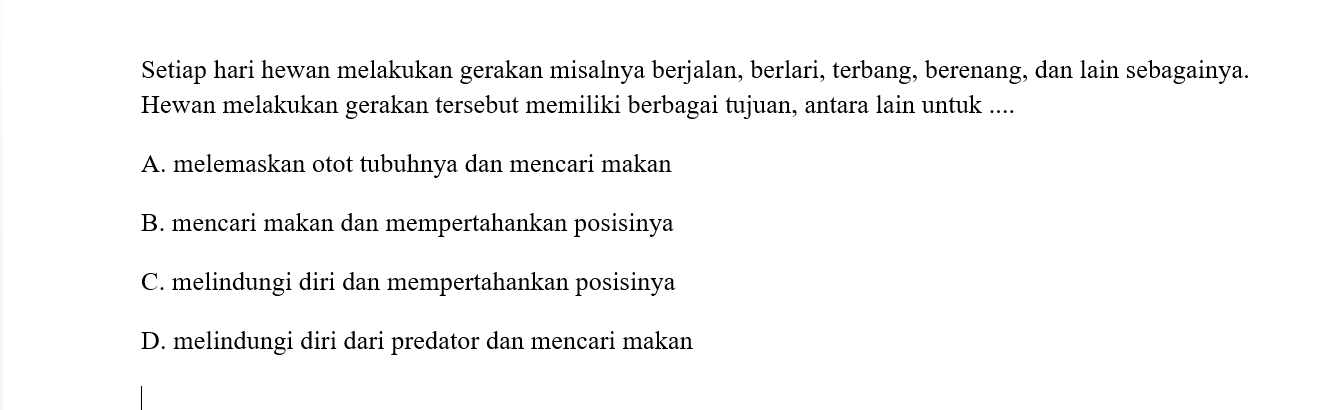 Setiap hari hewan melakukan gerakan misalnya berjalan, berlari, terbang, berenang, dan lain sebagainya.
Hewan melakukan gerakan tersebut memiliki berbagai tujuan, antara lain untuk ....
A. melemaskan otot tubuhnya dan mencari makan
B. mencari makan dan mempertahankan posisinya
C. melindungi diri dan mempertahankan posisinya
D. melindungi diri dari predator dan mencari makan